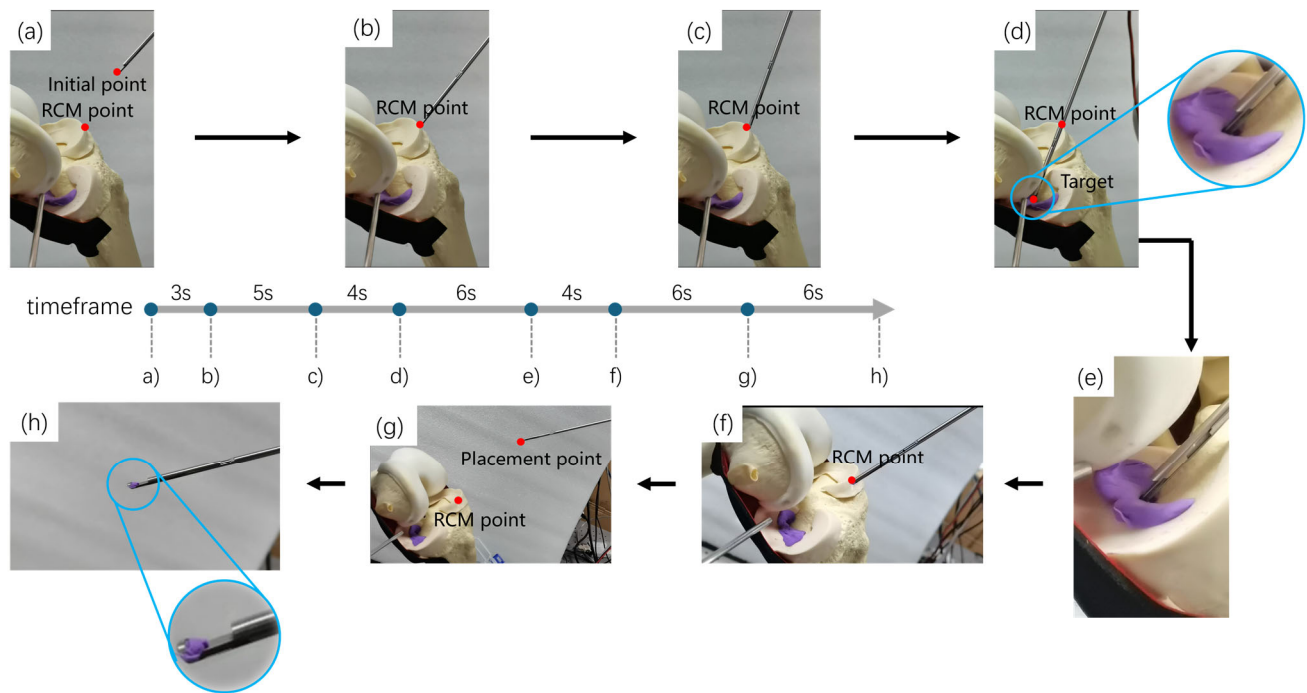 (a)
Initial point
RCM point
(b)
RCM point
(c)
RCM point
(d)
RCM point
Target
timeframe
3s
5s
4s
6s
4s
6s
6s
a)
b)
c)
d)
e)
f)
g)
h)
(e)
(f)
RCM point
(g)
Placement point
RCM point
(h)